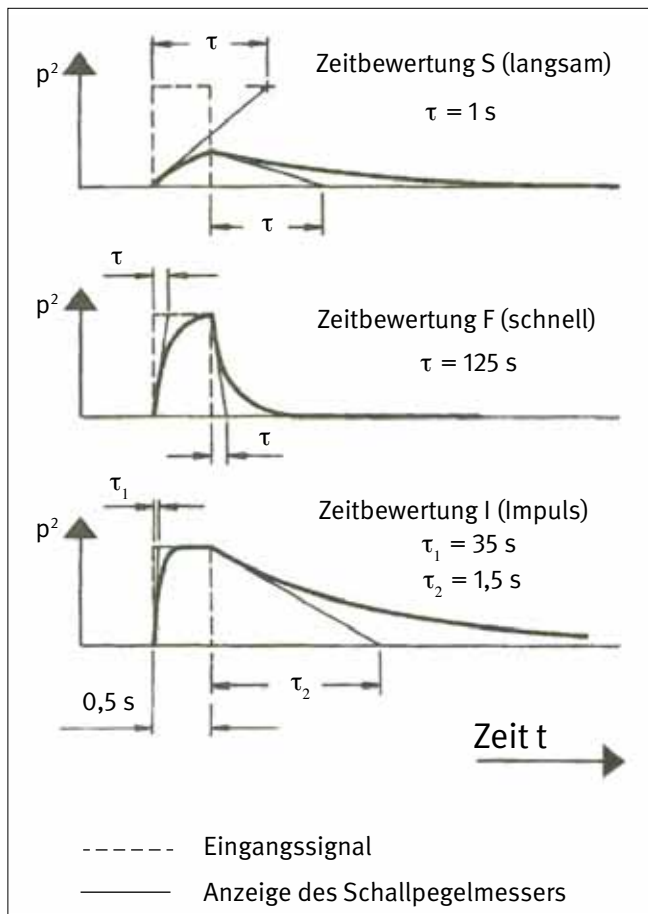 τ
p²
Zeitbewertung S (langsam)
τ = 1 s
τ
τ
p²
Zeitbewertung F (schnell)
τ = 125 s
τ
τ₁
p²
Zeitbewertung I (Impuls)
τ₁ = 35 s
τ₂ = 1,5 s
0,5 s
τ₂
Zeit t
Eingangssignal
Anzeige des Schallpegelmessers